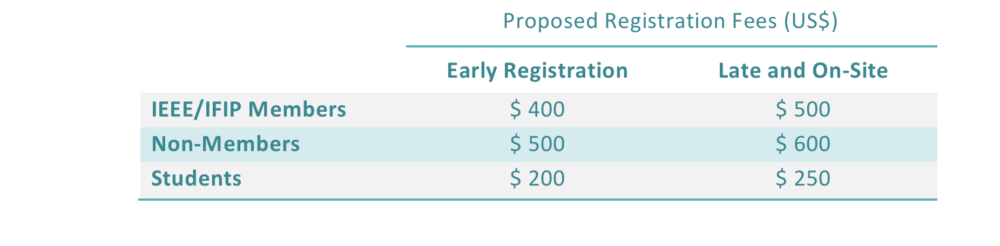 Proposed Registration Fees (US$)
Early Registration Late and On-Site
IEEE/IFIP Members $ 400 $ 500
Non-Members $ 500 $ 600
Students $ 200 $ 250